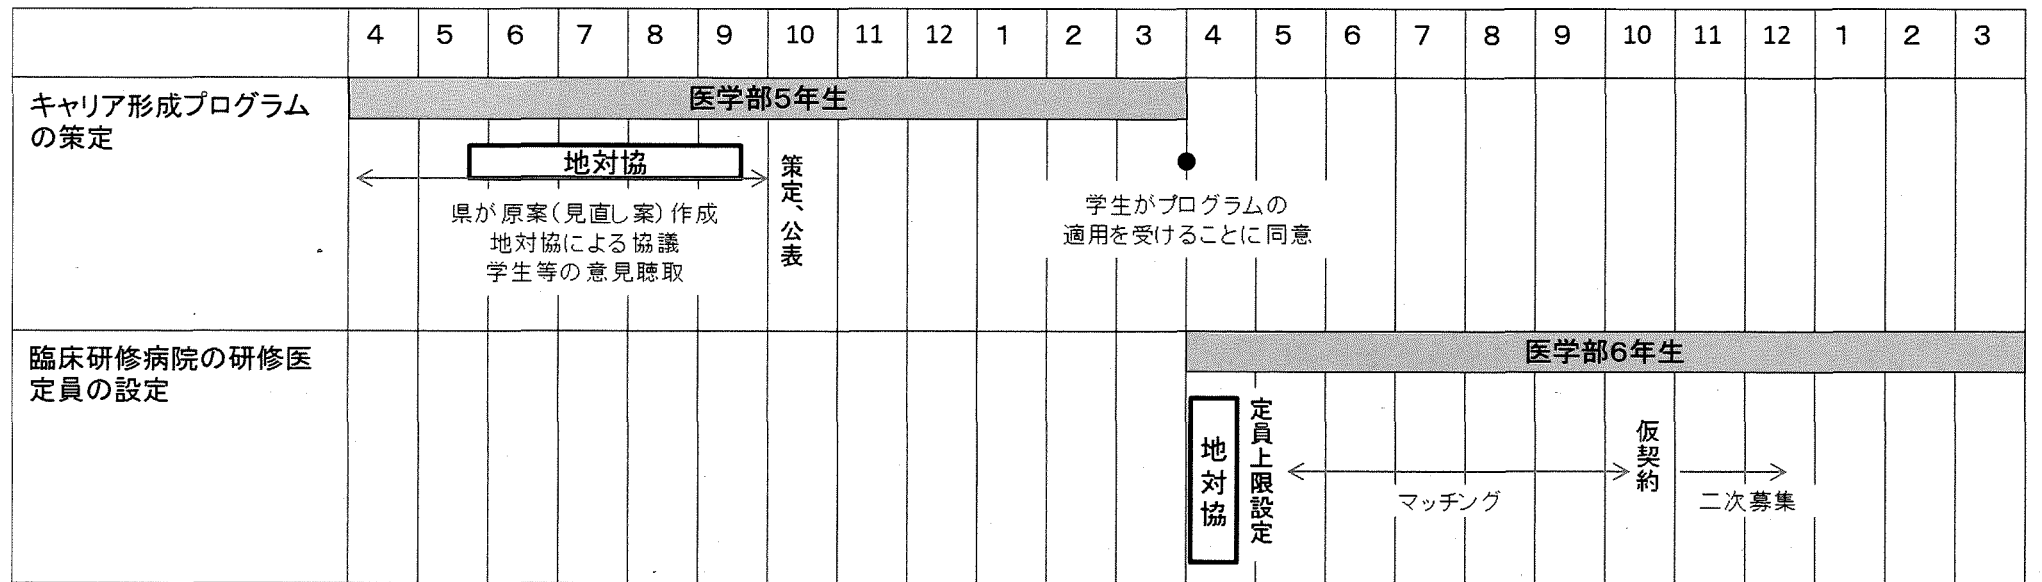 4 5 6 7 8 9 10 11 12 1 2 3 4 5 6 7 8 9 10 11 12 1 2 3
キャリア形成プログラム
の策定
医学部5年生
地対協
県が原案(見直し案)作成
地対協による協議
学生等の意見聴取
策定、公表
学生がプログラムの
適用を受けることに同意
臨床研修病院の研修医
定員の設定
医学部6年生
地対協
定員上限設定
マッチング
仮契約
二次募集